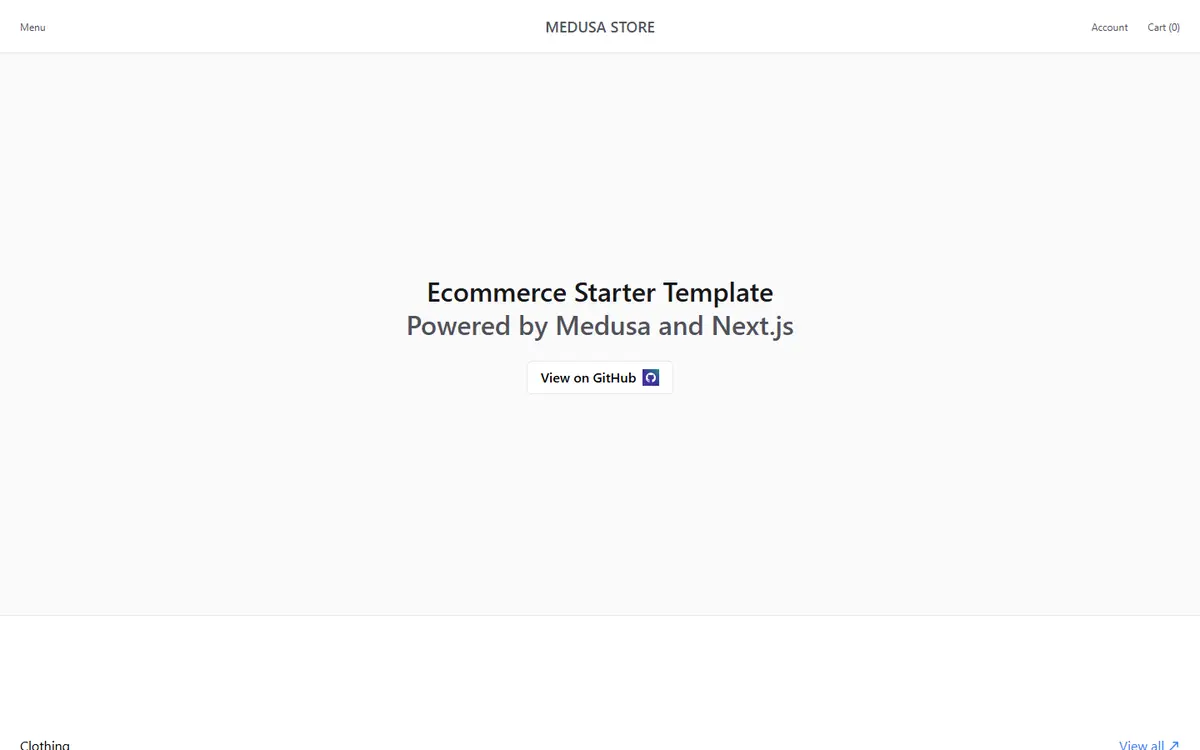 Menu
MEDUSA STORE
Account
Cart (0)
Ecommerce Starter Template
Powered by Medusa and Next.js
View on GitHub
Clothing
View all